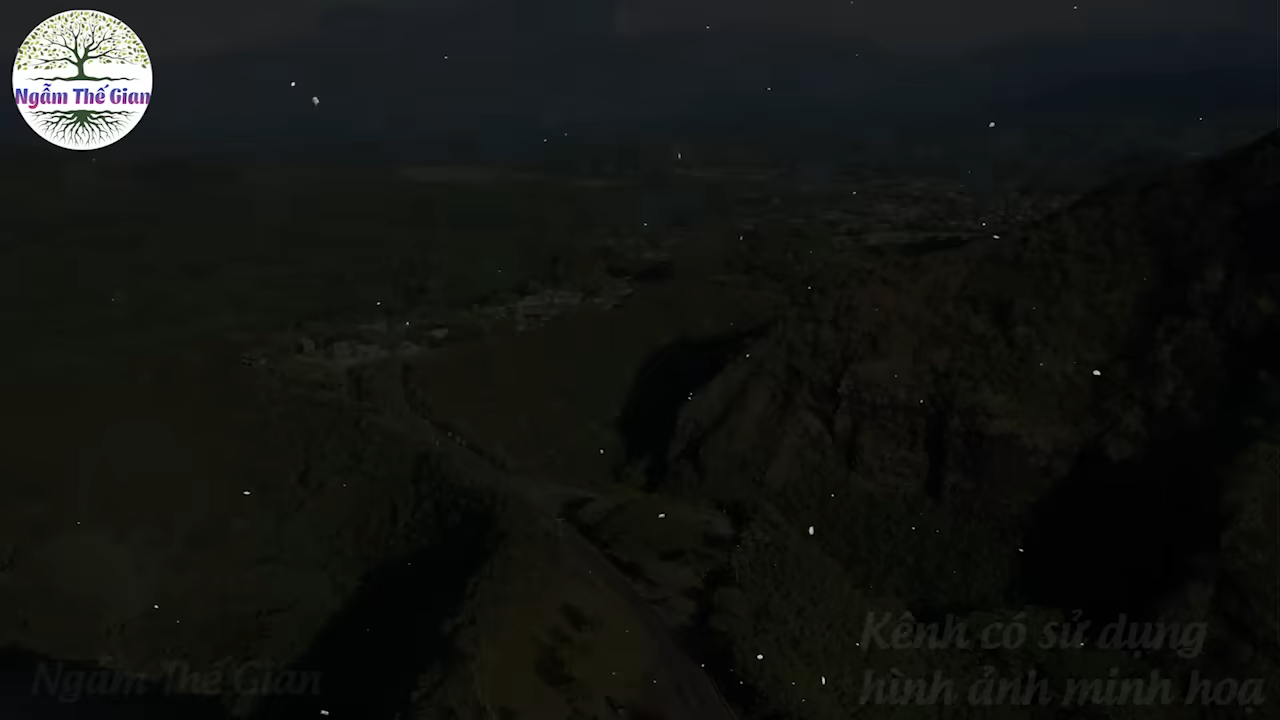 Ngẫm Thế Gian
Ngẫm Thế Gian
Kênh có sử dụng
hình ảnh minh hoạ